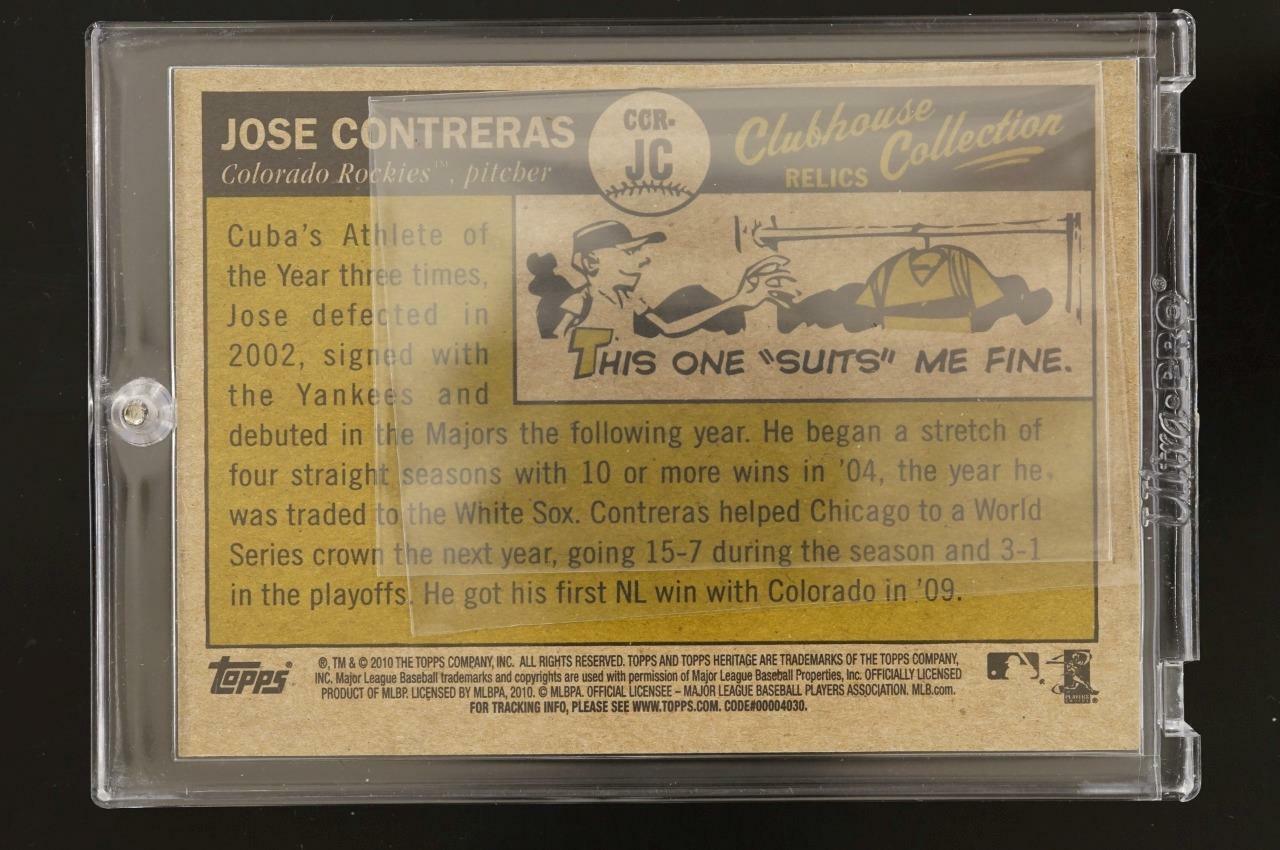 JOSE CONTRERAS
Colorado Rockies™, pitcher
CCR-
JC
Clubhouse
Collection
RELICS
Cuba's Athlete of
the Year three times,
Jose defected in
2002, signed with
the Yankees and
debuted in the Majors the following year. He began a stretch of
four straight seasons with 10 or more wins in '04, the year he
was traded to the White Sox. Contreras helped Chicago to a World
Series crown the next year, going 15-7 during the season and 3-1
in the playoffs. He got his first NL win with Colorado in '09.
THIS ONE "SUITS" ME FINE.
Topps®
®, TM & © 2010 THE TOPPS COMPANY, INC. ALL RIGHTS RESERVED. TOPPS AND TOPPS HERITAGE ARE TRADEMARKS OF THE TOPPS COMPANY,
INC. Major League Baseball trademarks and copyrights are used with permission of Major League Baseball Properties, Inc. OFFICIALLY LICENSED
PRODUCT OF MLBP. LICENSED BY MLBPA, 2010. © MLBPA. OFFICIAL LICENSEE – MAJOR LEAGUE BASEBALL PLAYERS ASSOCIATION. MLB.com.
FOR TRACKING INFO, PLEASE SEE WWW.TOPPS.COM. CODE#00004030.
PLAYERS
CHOICE
Ultra•PRO®